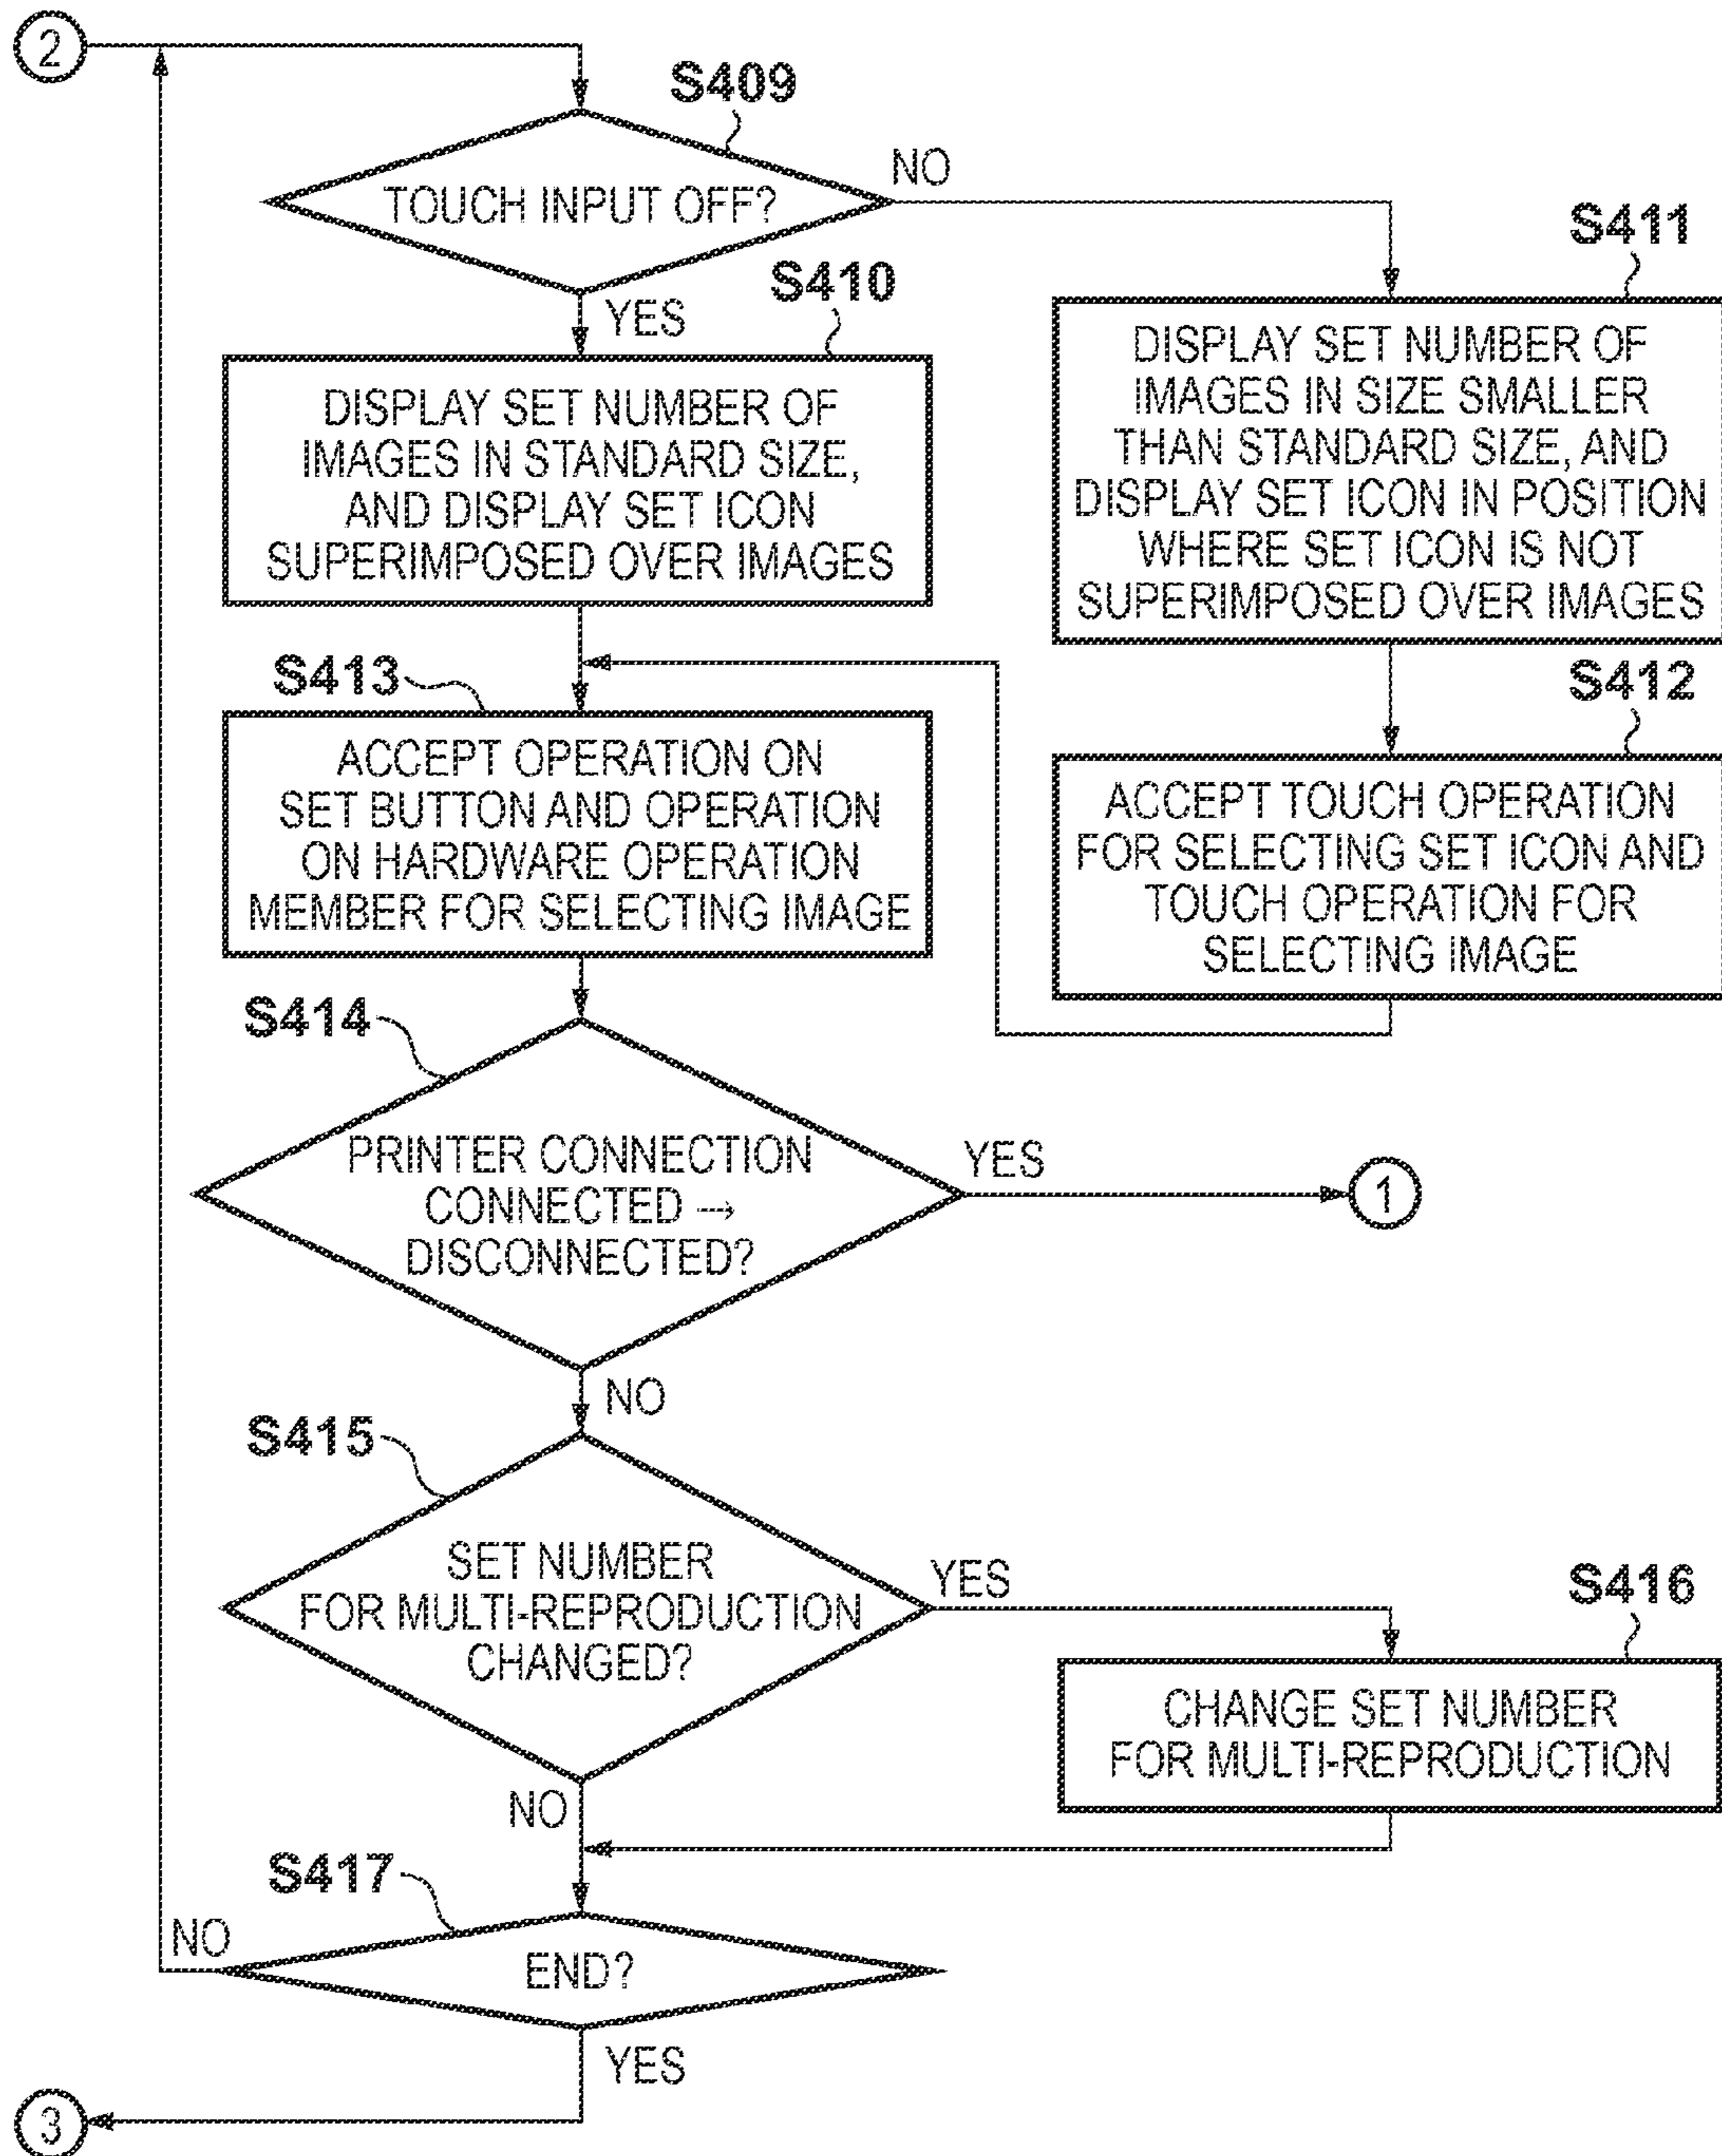 2
S409
TOUCH INPUT OFF?
NO
YES
S410
DISPLAY SET NUMBER OF
IMAGES IN STANDARD SIZE,
AND DISPLAY SET ICON
SUPERIMPOSED OVER IMAGES
S411
DISPLAY SET NUMBER OF
IMAGES IN SIZE SMALLER
THAN STANDARD SIZE, AND
DISPLAY SET ICON IN POSITION
WHERE SET ICON IS NOT
SUPERIMPOSED OVER IMAGES
S412
ACCEPT TOUCH OPERATION
FOR SELECTING SET ICON AND
TOUCH OPERATION FOR
SELECTING IMAGE
S413
ACCEPT OPERATION ON
SET BUTTON AND OPERATION
ON HARDWARE OPERATION
MEMBER FOR SELECTING IMAGE
S414
PRINTER CONNECTION
CONNECTED →
DISCONNECTED?
YES
1
NO
S415
SET NUMBER
FOR MULTI-REPRODUCTION
CHANGED?
YES
S416
CHANGE SET NUMBER
FOR MULTI-REPRODUCTION
NO
S417
END?
NO
YES
3